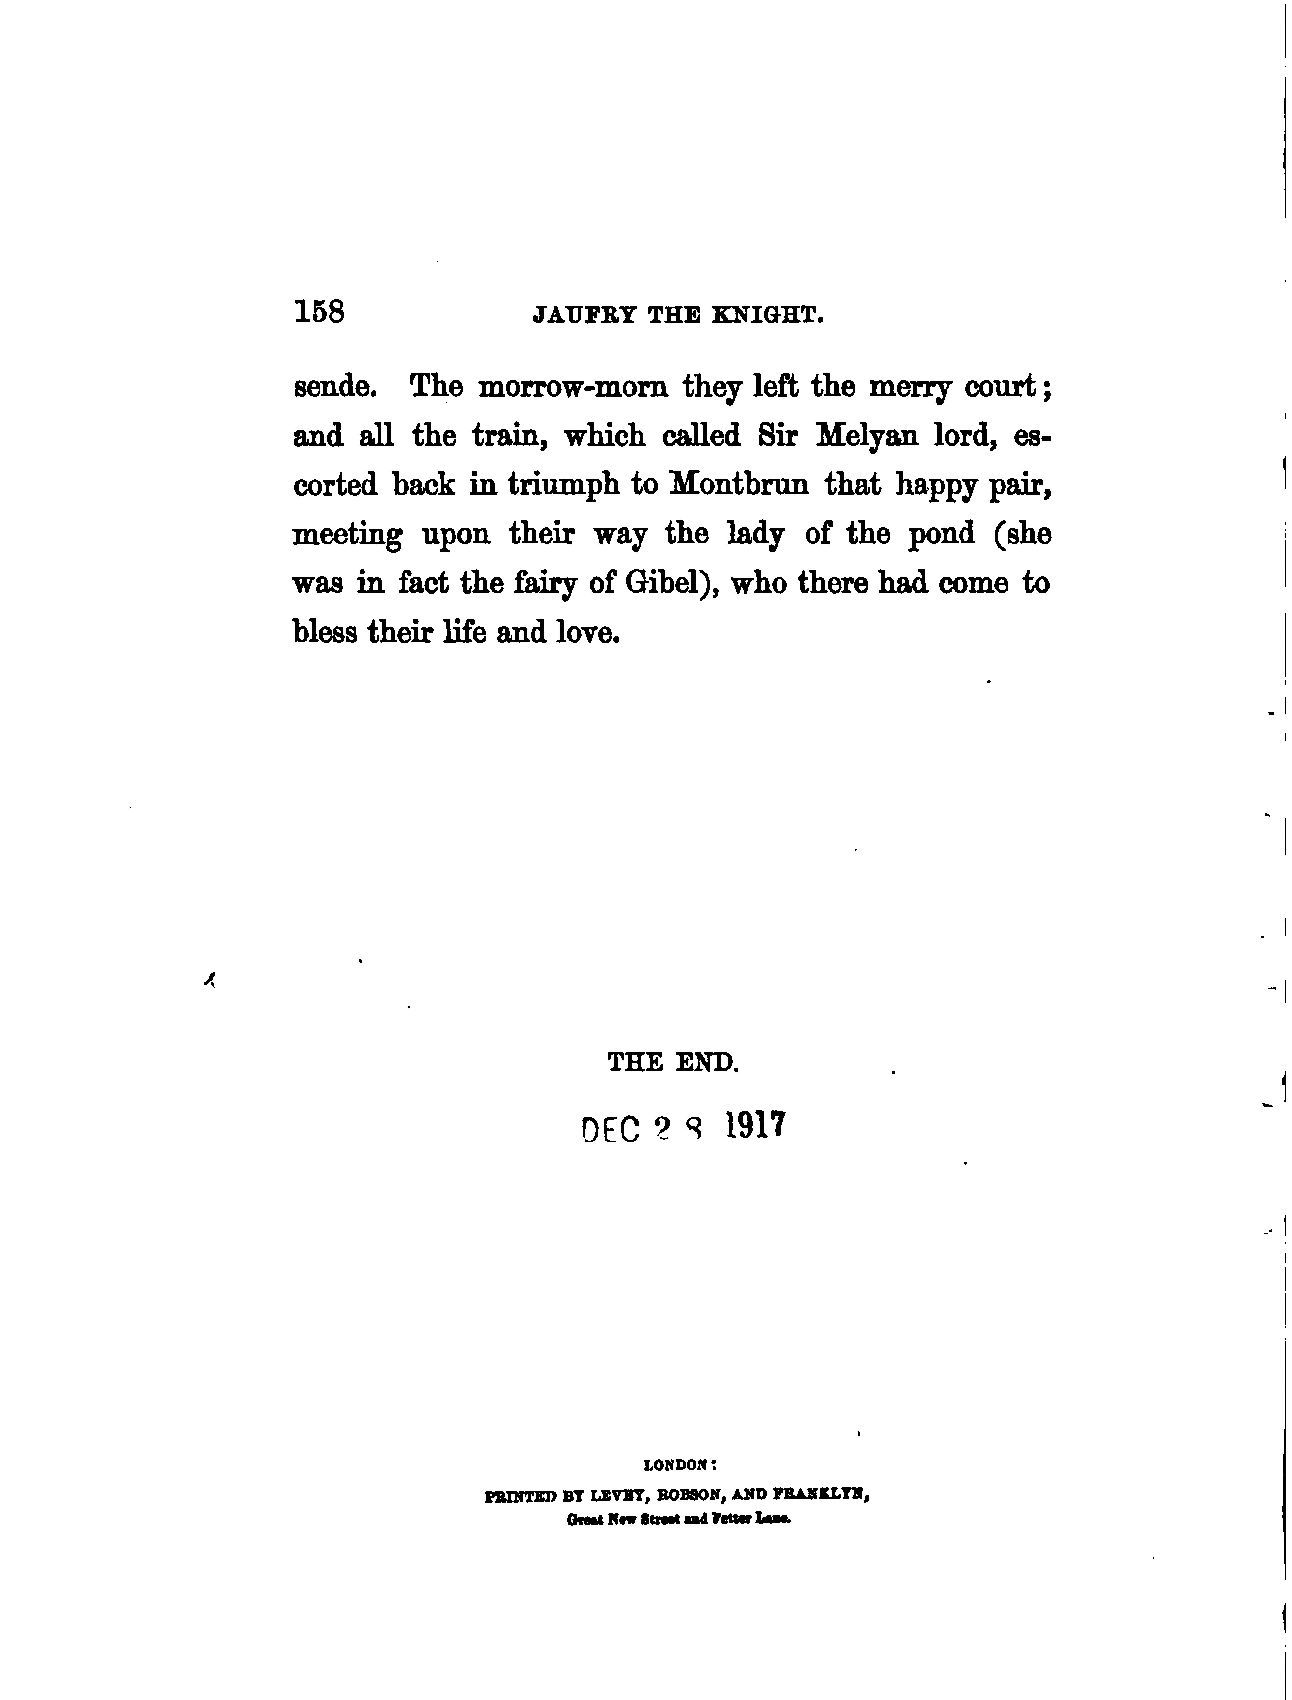 158 JAUFRY THE KNIGHT.
sende. The morrow-morn they left the merry court;
and all the train, which called Sir Melyan lord, es-
corted back in triumph to Montbrun that happy pair,
meeting upon their way the lady of the pond (she
was in fact the fairy of Gibel), who there had come to
bless their life and love.
THE END.
DEC 28 1917
LONDON:
PRINTED BY LEVEY, ROBSON, AND FRANKLYN,
Great New Street and Fetter Lane.